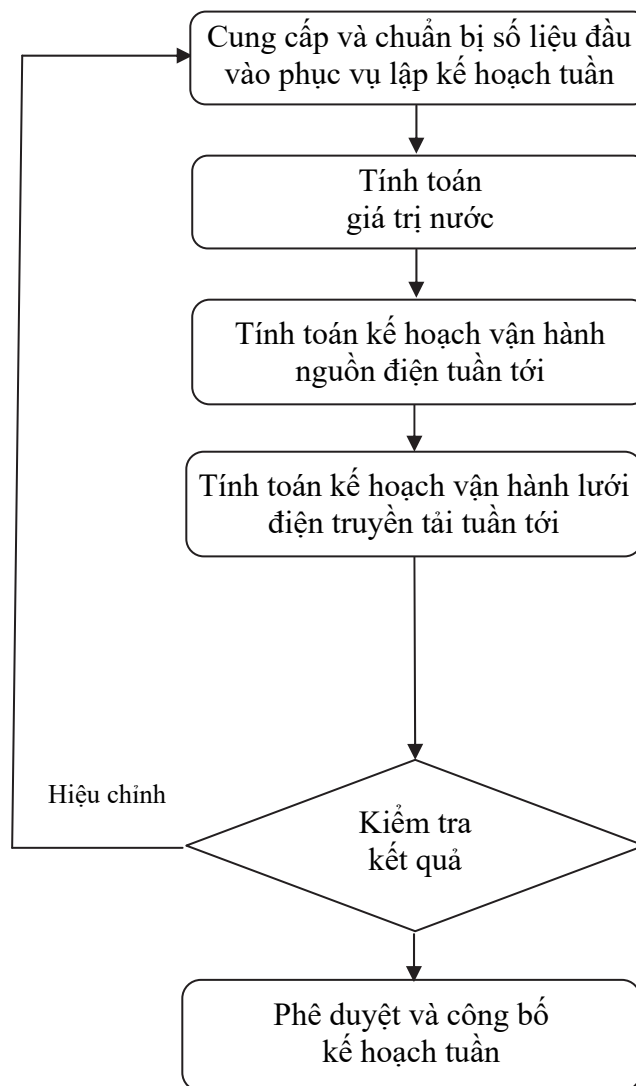 Cung cấp và chuẩn bị số liệu đầu
vào phục vụ lập kế hoạch tuần
Tính toán
giá trị nước
Tính toán kế hoạch vận hành
nguồn điện tuần tới
Tính toán kế hoạch vận hành lưới
điện truyền tải tuần tới
Hiệu chỉnh
Kiểm tra
kết quả
Phê duyệt và công bố
kế hoạch tuần